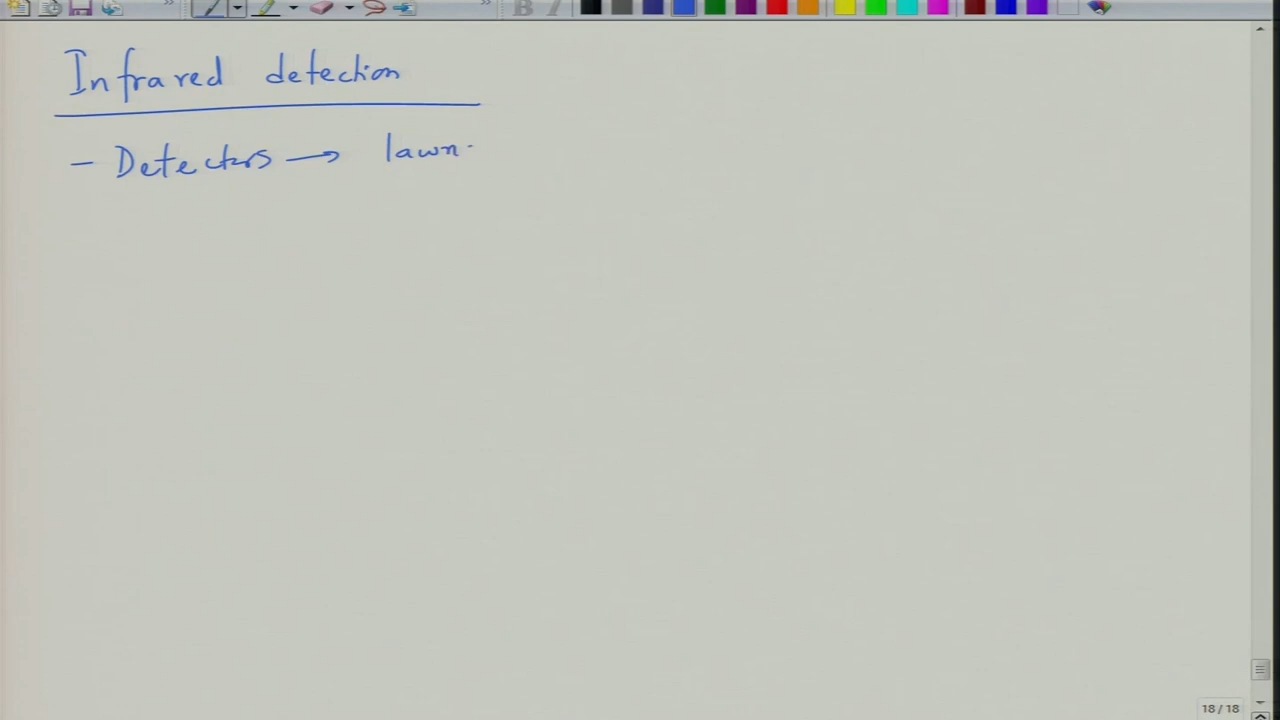 Infrared detection
- Detectors → lawn.
18 / 18